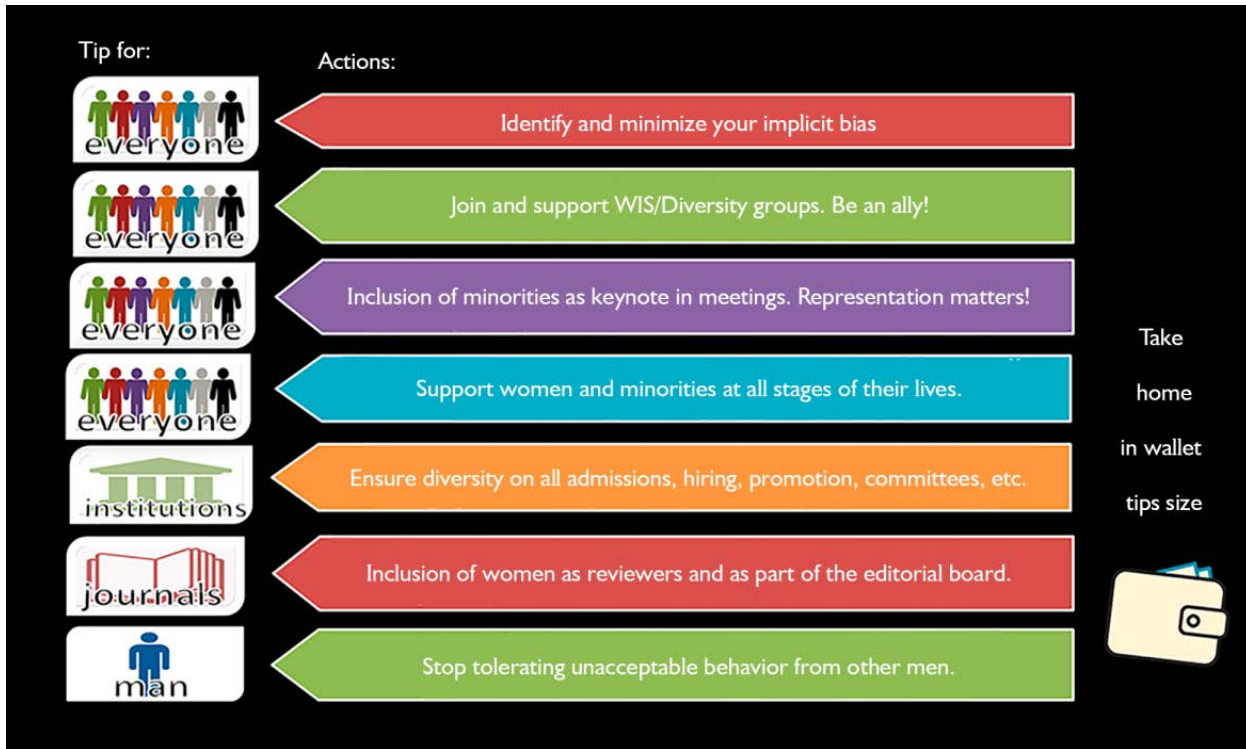 Tip for:
Actions:
everyone
Identify and minimize your implicit bias
everyone
Join and support WIS/Diversity groups. Be an ally!
everyone
Inclusion of minorities as keynote in meetings. Representation matters!
everyone
Support women and minorities at all stages of their lives.
institutions
Ensure diversity on all admissions, hiring, promotion, committees, etc.
journals
Inclusion of women as reviewers and as part of the editorial board.
man
Stop tolerating unacceptable behavior from other men.
Take
home
in wallet
tips size